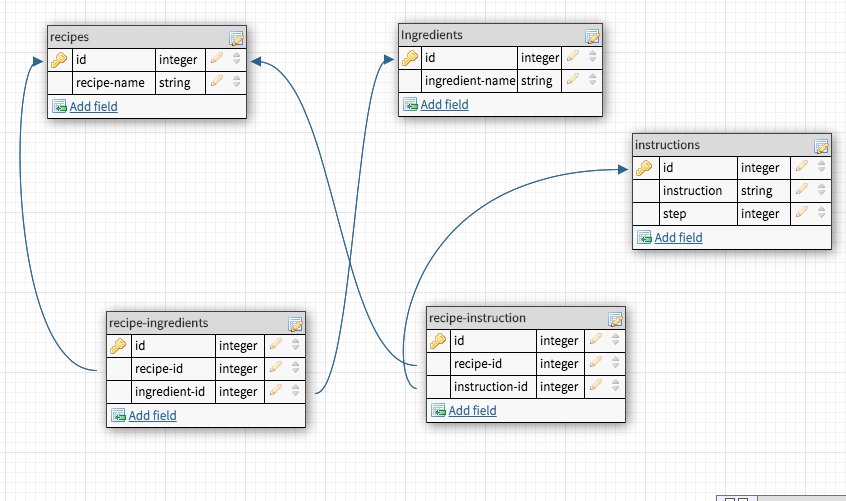 recipes
id integer
recipe-name string
Add field
Ingredients
id integer
ingredient-name string
Add field
instructions
id integer
instruction string
step integer
Add field
recipe-ingredients
id integer
recipe-id integer
ingredient-id integer
Add field
recipe-instruction
id integer
recipe-id integer
instruction-id integer
Add field